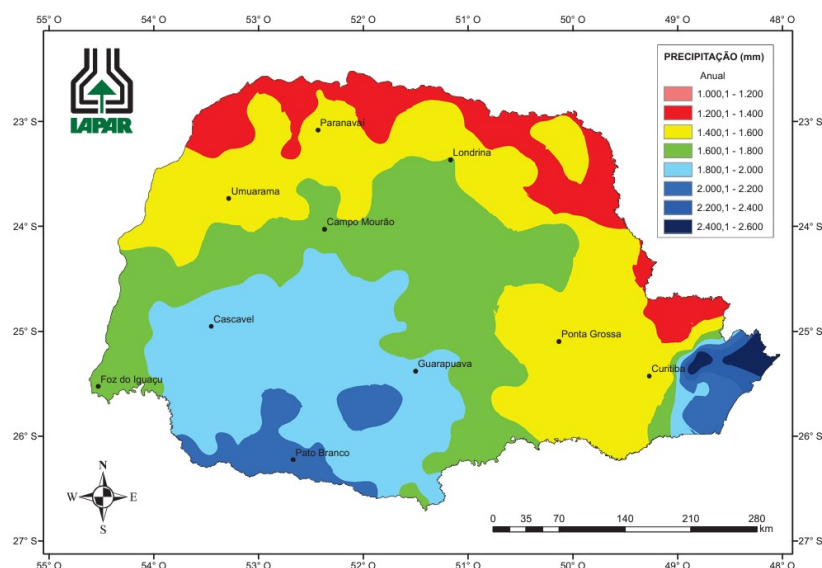 55° O 54° O 53° O 52° O 51° O 50° O 49° O 48° O
IAPAR
PRECIPITAÇÃO (mm)
Anual
1.000,1 - 1.200
1.200,1 - 1.400
1.400,1 - 1.600
1.600,1 - 1.800
1.800,1 - 2.000
2.000,1 - 2.200
2.200,1 - 2.400
2.400,1 - 2.600
23° S 23° S
Paranavaí
Londrina
Umuarama
24° S 24° S
Campo Mourão
Cascavel
25° S 25° S
Ponta Grossa
Guarapuava
Curitiba
Foz do Iguaçu
26° S 26° S
Pato Branco
N
W E
S
0 35 70 140 210 280
km
27° S 27° S
55° O 54° O 53° O 52° O 51° O 50° O 49° O 48° O